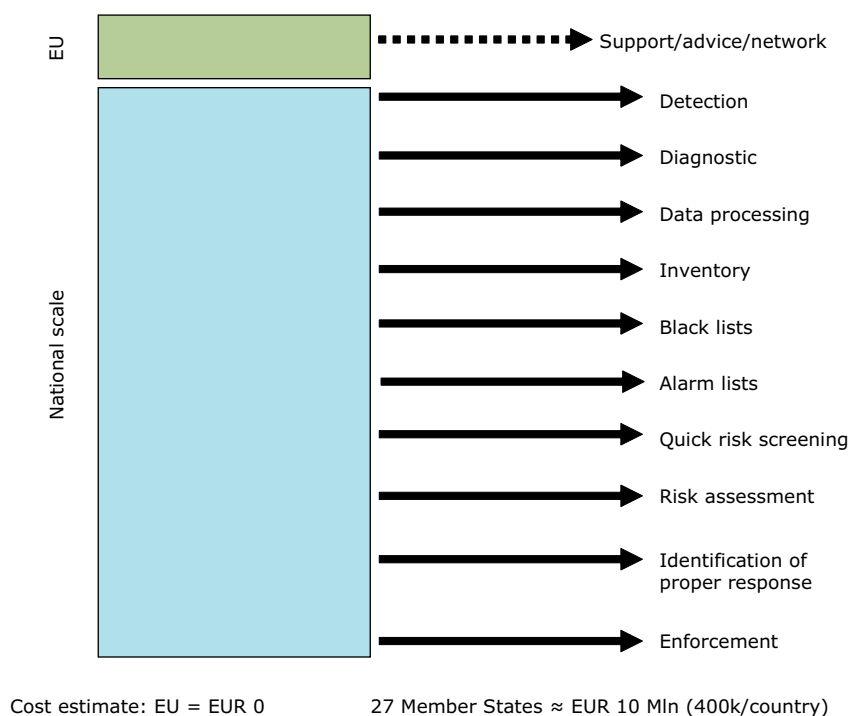 EU
Support/advice/network
National scale
Detection
Diagnostic
Data processing
Inventory
Black lists
Alarm lists
Quick risk screening
Risk assessment
Identification of
proper response
Enforcement
Cost estimate: EU = EUR 0
27 Member States ≈ EUR 10 Mln (400k/country)